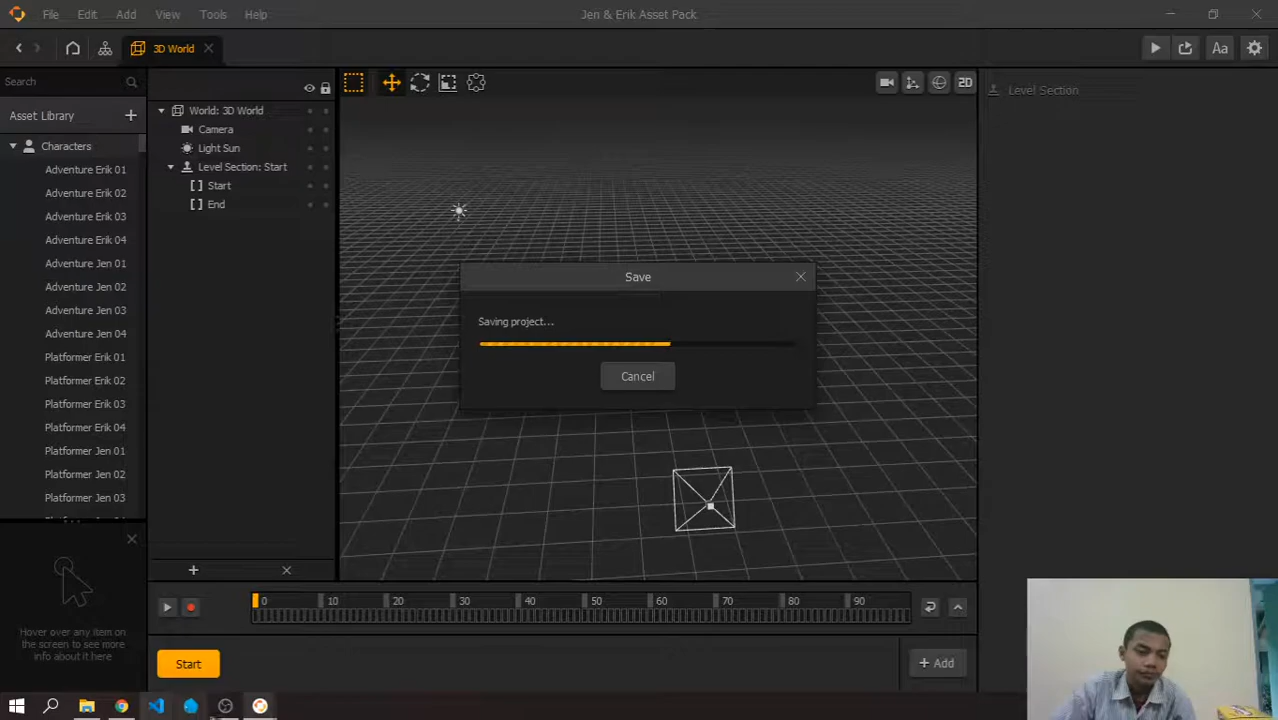 File Edit Add View Tools Help
Jen & Erik Asset Pack
3D World
Aa
Search
Asset Library
Characters
Adventure Erik 01
Adventure Erik 02
Adventure Erik 03
Adventure Erik 04
Adventure Jen 01
Adventure Jen 02
Adventure Jen 03
Adventure Jen 04
Platformer Erik 01
Platformer Erik 02
Platformer Erik 03
Platformer Erik 04
Platformer Jen 01
Platformer Jen 02
Platformer Jen 03
Hover over any item on
the screen to see more
info about it here
World: 3D World
Camera
Light Sun
Level Section: Start
Start
End
2D
Level Section
Save
Saving project...
Cancel
0 10 20 30 40 50 60 70 80 90
Start
Add